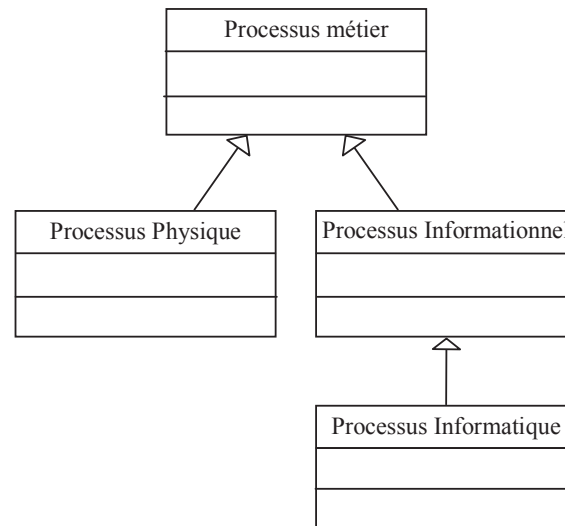 Processus métier
Processus Physique
Processus Informationnel
Processus Informatique